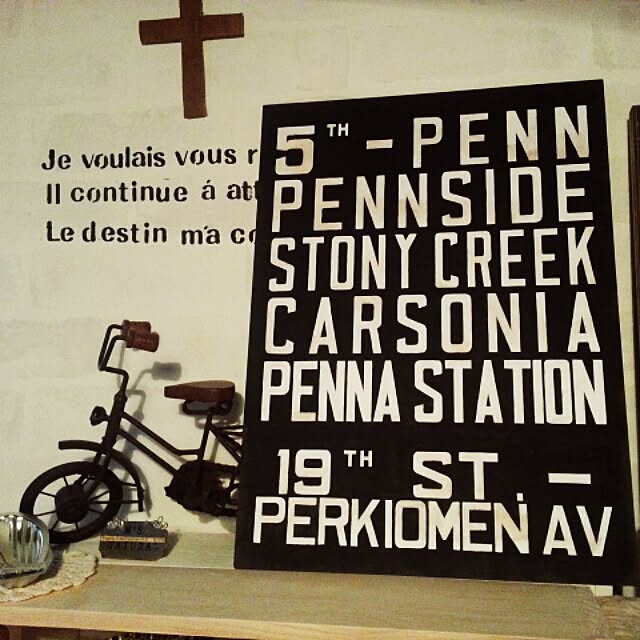 Je voulais vous r
Il continue á att
Le destin m'a co
5TH - PENN
PENNSIDE
STONY CREEK
CARSONIA
PENNA STATION
19TH ST. -
PERKIOMEN AV